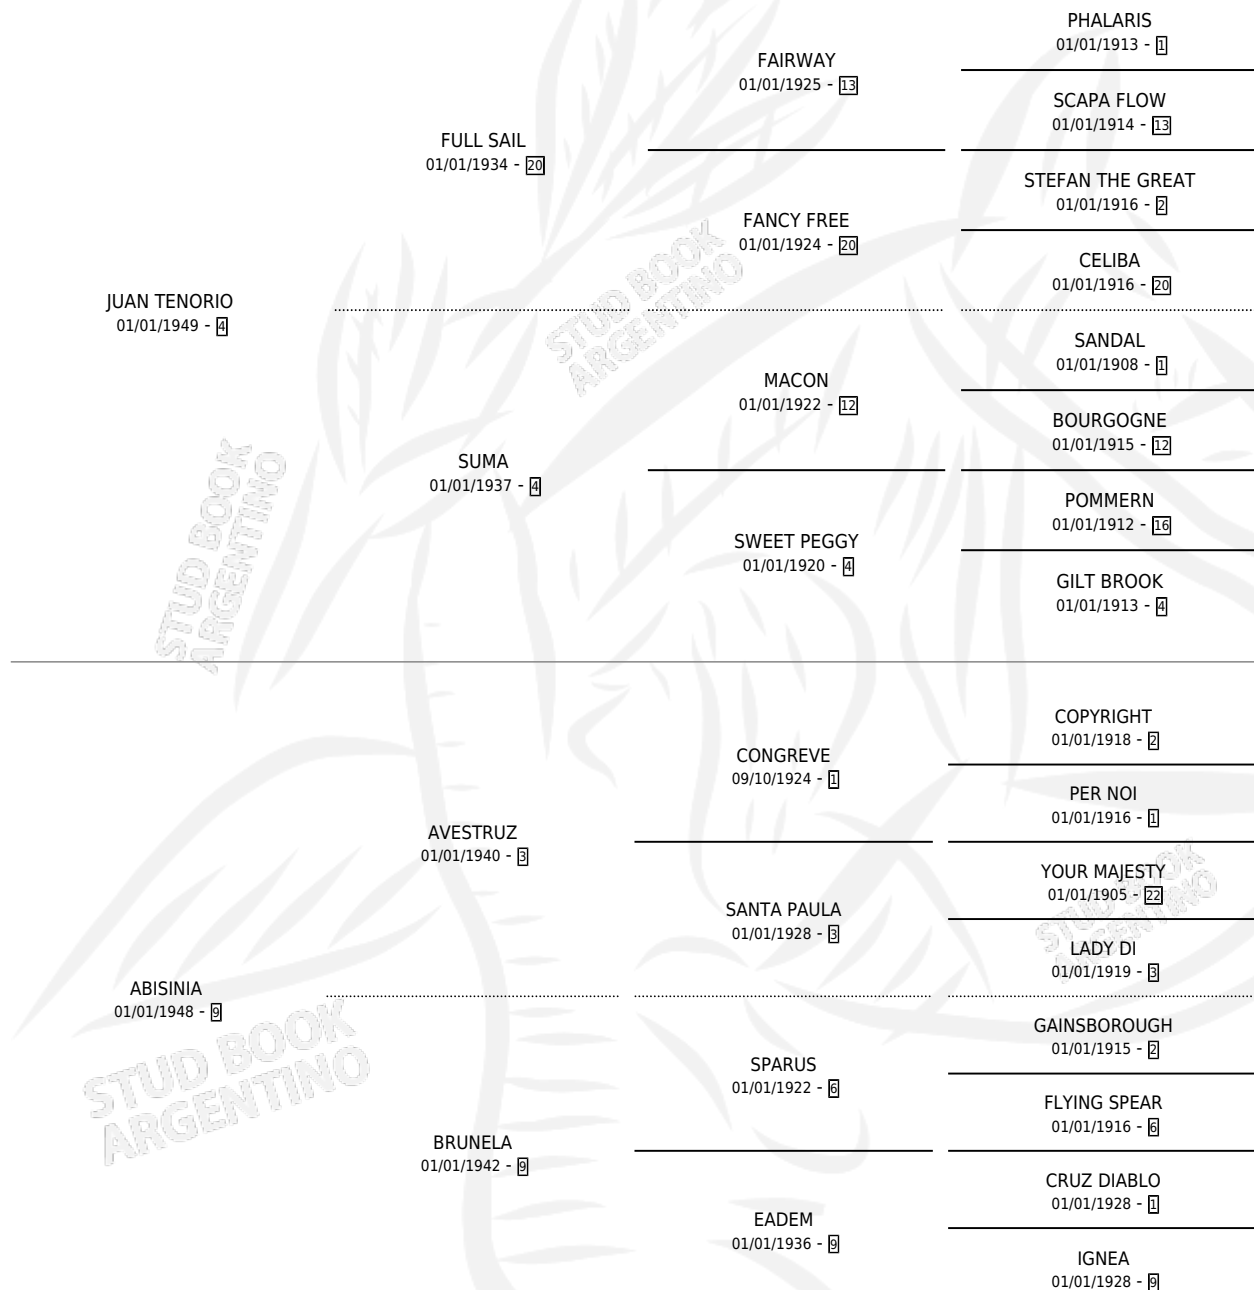 PHALARIS
01/01/1913 - 1
FAIRWAY
01/01/1925 - 13
SCAPA FLOW
01/01/1914 - 13
FULL SAIL
01/01/1934 - 20
STEFAN THE GREAT
01/01/1916 - 2
FANCY FREE
01/01/1924 - 20
CELIBA
01/01/1916 - 20
JUAN TENORIO
01/01/1949 - 4
SANDAL
01/01/1908 - 1
MACON
01/01/1922 - 12
BOURGOGNE
01/01/1915 - 12
SUMA
01/01/1937 - 4
POMMERN
01/01/1912 - 16
SWEET PEGGY
01/01/1920 - 4
GILT BROOK
01/01/1913 - 4
COPYRIGHT
01/01/1918 - 2
CONGREVE
09/10/1924 - 1
PER NOI
01/01/1916 - 1
AVESTRUZ
01/01/1940 - 3
YOUR MAJESTY
01/01/1905 - 22
SANTA PAULA
01/01/1928 - 3
LADY DI
01/01/1919 - 3
ABISINIA
01/01/1948 - 9
GAINSBOROUGH
01/01/1915 - 2
SPARUS
01/01/1922 - 6
FLYING SPEAR
01/01/1916 - 6
BRUNELA
01/01/1942 - 9
CRUZ DIABLO
01/01/1928 - 1
EADEM
01/01/1936 - 9
IGNEA
01/01/1928 - 9
STUD BOOK
ARGENTINO
STUD BOOK
ARGENTINO
STUD BOOK
ARGENTINO
STUD BOOK
ARGENTINO